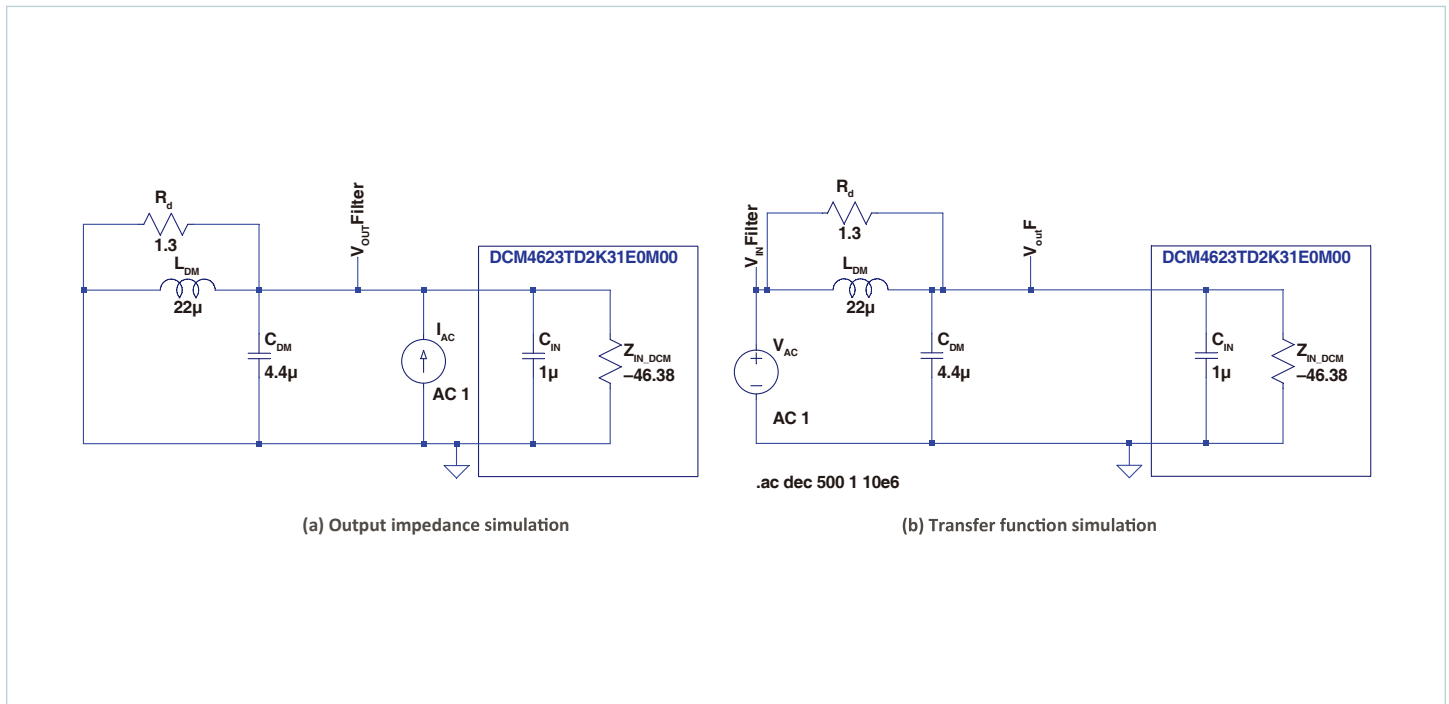 R_d
1.3
L_DM
22µ
C_DM
4.4µ
V_OUT Filter
I_AC
AC 1
DCM4623TD2K31E0M00
C_IN
1µ
Z_IN_DCM
–46.38
(a) Output impedance simulation
V_IN Filter
R_d
1.3
L_DM
22µ
V_AC
AC 1
C_DM
4.4µ
V_out F
DCM4623TD2K31E0M00
C_IN
1µ
Z_IN_DCM
–46.38
.ac dec 500 1 10e6
(b) Transfer function simulation